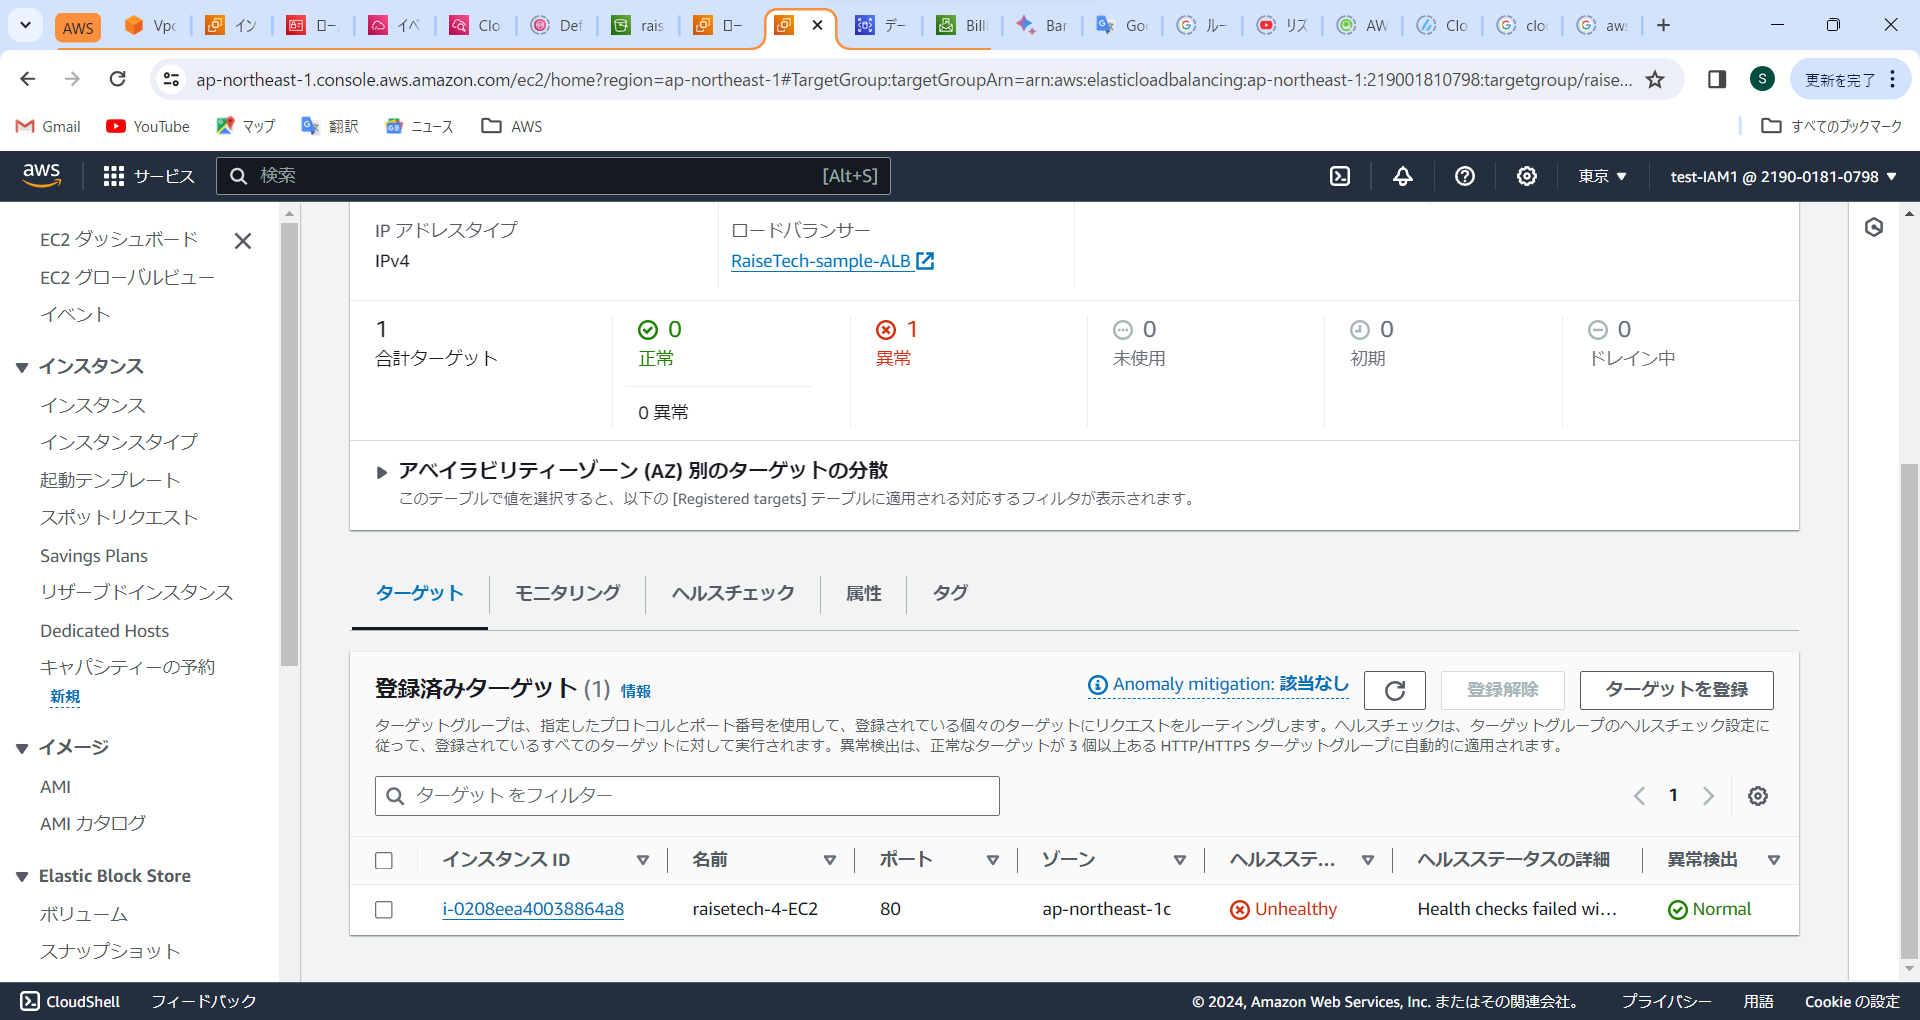 AWS
Vpc
イン
ロー
イベ
Clo
Def
rais
ロー
デー
Billi
Bar
Goo
ルー
リス
AW
Clo
clou
aws
ap-northeast-1.console.aws.amazon.com/ec2/home?region=ap-northeast-1#TargetGroup:targetGroupArn=arn:aws:elasticloadbalancing:ap-northeast-1:219001810798:targetgroup/raise...
S
更新を完了
Gmail
YouTube
マップ
翻訳
ニュース
AWS
すべてのブックマーク
aws
サービス
検索
[Alt+S]
東京
test-IAM1 @ 2190-0181-0798
EC2 ダッシュボード
EC2 グローバルビュー
イベント
インスタンス
インスタンス
インスタンスタイプ
起動テンプレート
スポットリクエスト
Savings Plans
リザーブドインスタンス
Dedicated Hosts
キャパシティーの予約
新規
イメージ
AMI
AMI カタログ
Elastic Block Store
ボリューム
スナップショット
IP アドレスタイプ
IPv4
ロードバランサー
RaiseTech-sample-ALB
1
合計ターゲット
0
正常
0 異常
1
異常
0
未使用
0
初期
0
ドレイン中
アベイラビリティーゾーン (AZ) 別のターゲットの分散
このテーブルで値を選択すると、以下の [Registered targets] テーブルに適用される対応するフィルタが表示されます。
ターゲット
モニタリング
ヘルスチェック
属性
タグ
登録済みターゲット (1) 情報
Anomaly mitigation: 該当なし
登録解除
ターゲットを登録
ターゲットグループは、指定したプロトコルとポート番号を使用して、登録されている個々のターゲットにリクエストをルーティングします。ヘルスチェックは、ターゲットグループのヘルスチェック設定に
従って、登録されているすべてのターゲットに対して実行されます。異常検出は、正常なターゲットが 3 個以上ある HTTP/HTTPS ターゲットグループに自動的に適用されます。
ターゲット をフィルター
1
インスタンス ID
名前
ポート
ゾーン
ヘルスステ...
ヘルスステータスの詳細
異常検出
i-0208eea40038864a8
raisetech-4-EC2
80
ap-northeast-1c
Unhealthy
Health checks failed wi...
Normal
CloudShell
フィードバック
© 2024, Amazon Web Services, Inc. またはその関連会社。
プライバシー
用語
Cookie の設定